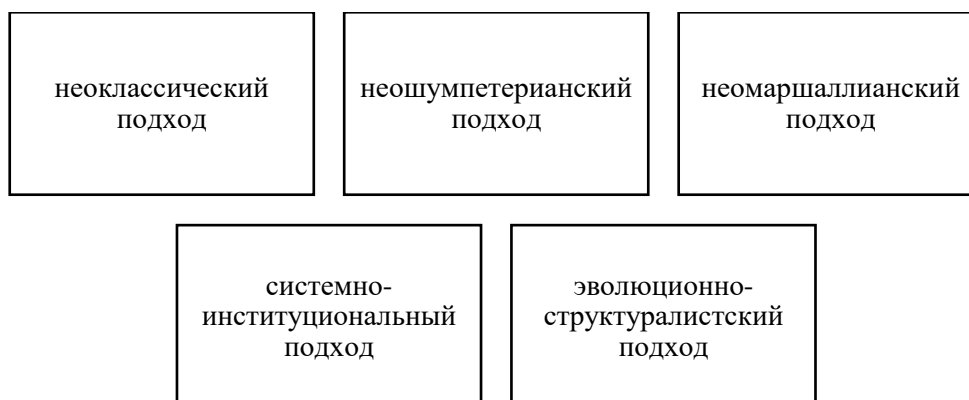 неоклассический
подход
неошумпетерианский
подход
неомаршаллианский
подход
системно-
институциональный
подход
эволюционно-
структуралистский
подход